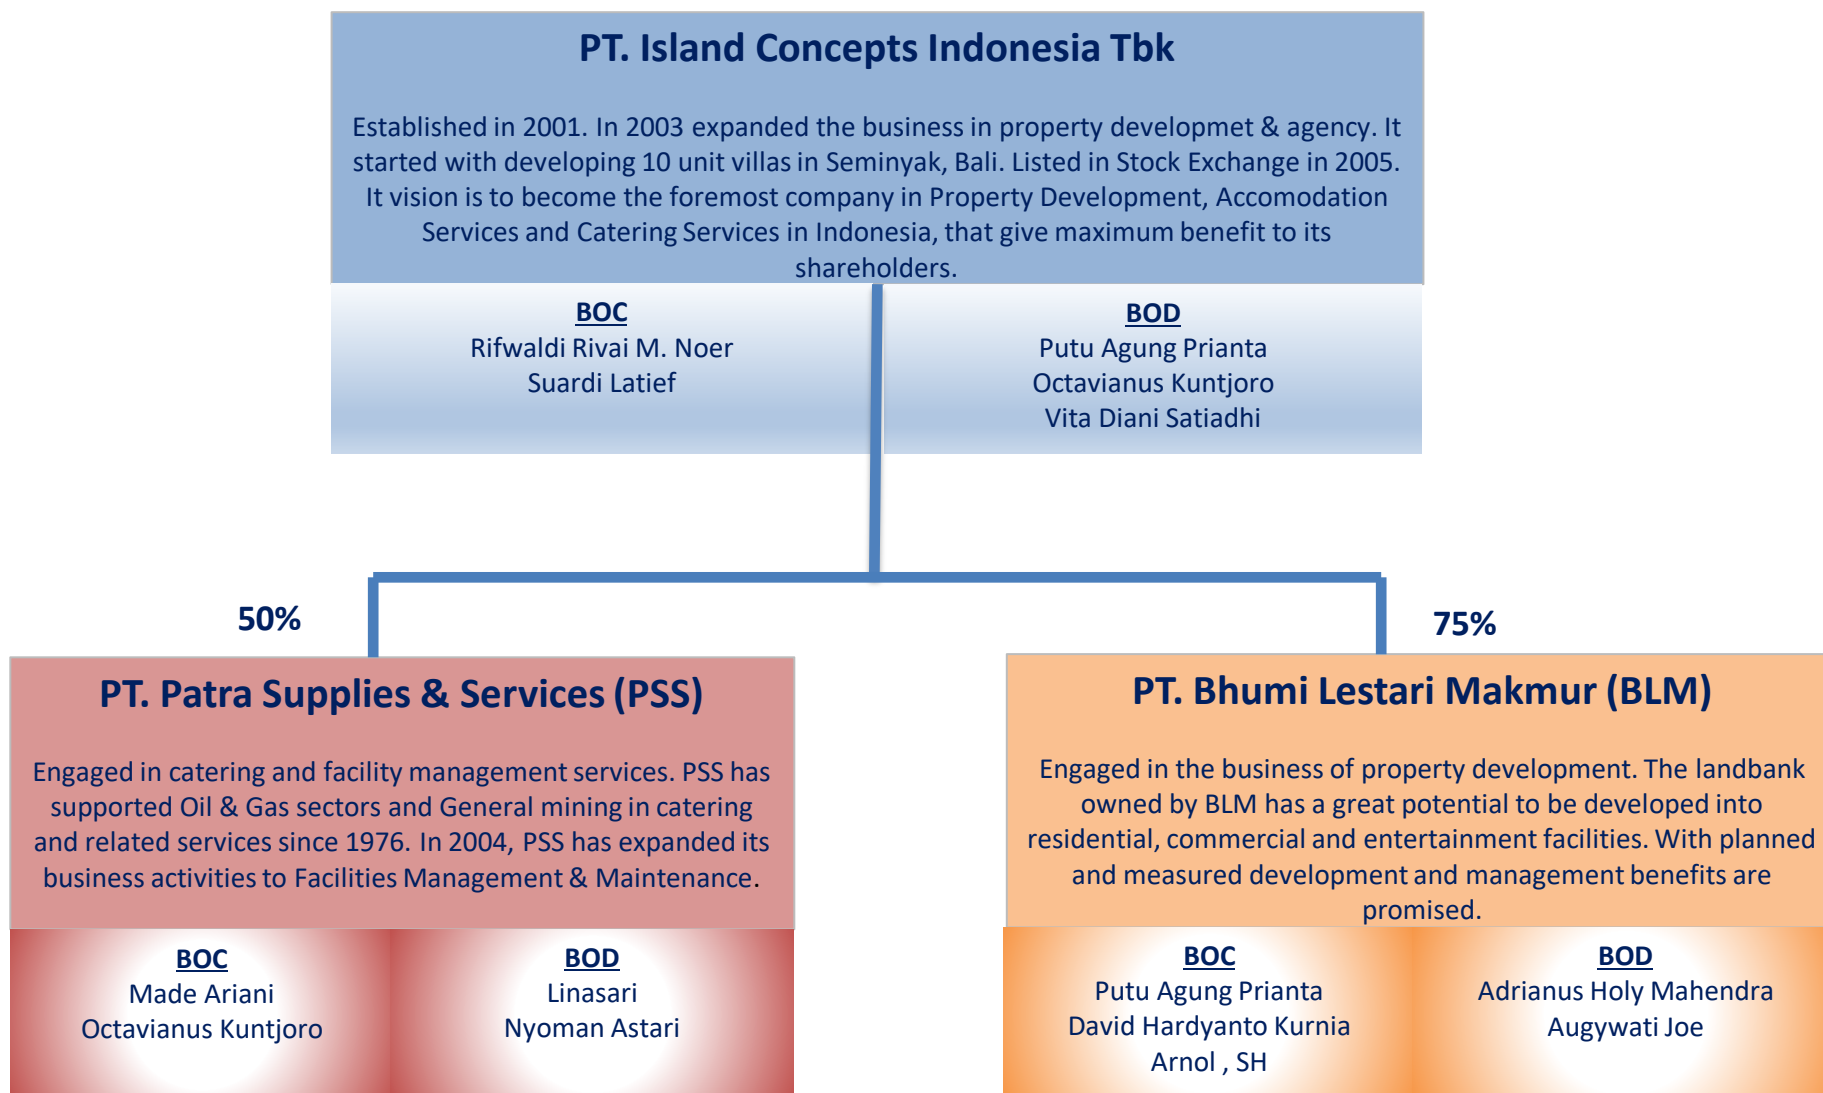 PT. Island Concepts Indonesia Tbk
Established in 2001. In 2003 expanded the business in property developmet & agency. It
started with developing 10 unit villas in Seminyak, Bali. Listed in Stock Exchange in 2005.
It vision is to become the foremost company in Property Development, Accomodation
Services and Catering Services in Indonesia, that give maximum benefit to its
shareholders.
BOC
Rifwaldi Rivai M. Noer
Suardi Latief
BOD
Putu Agung Prianta
Octavianus Kuntjoro
Vita Diani Satiadhi
50%
75%
PT. Patra Supplies & Services (PSS)
Engaged in catering and facility management services. PSS has
supported Oil & Gas sectors and General mining in catering
and related services since 1976. In 2004, PSS has expanded its
business activities to Facilities Management & Maintenance.
BOC
Made Ariani
Octavianus Kuntjoro
BOD
Linasari
Nyoman Astari
PT. Bhumi Lestari Makmur (BLM)
Engaged in the business of property development. The landbank
owned by BLM has a great potential to be developed into
residential, commercial and entertainment facilities. With planned
and measured development and management benefits are
promised.
BOC
Putu Agung Prianta
David Hardyanto Kurnia
Arnol , SH
BOD
Adrianus Holy Mahendra
Augywati Joe